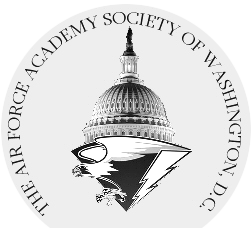 THE AIR FORCE ACADEMY SOCIETY OF WASHINGTON, D.C.